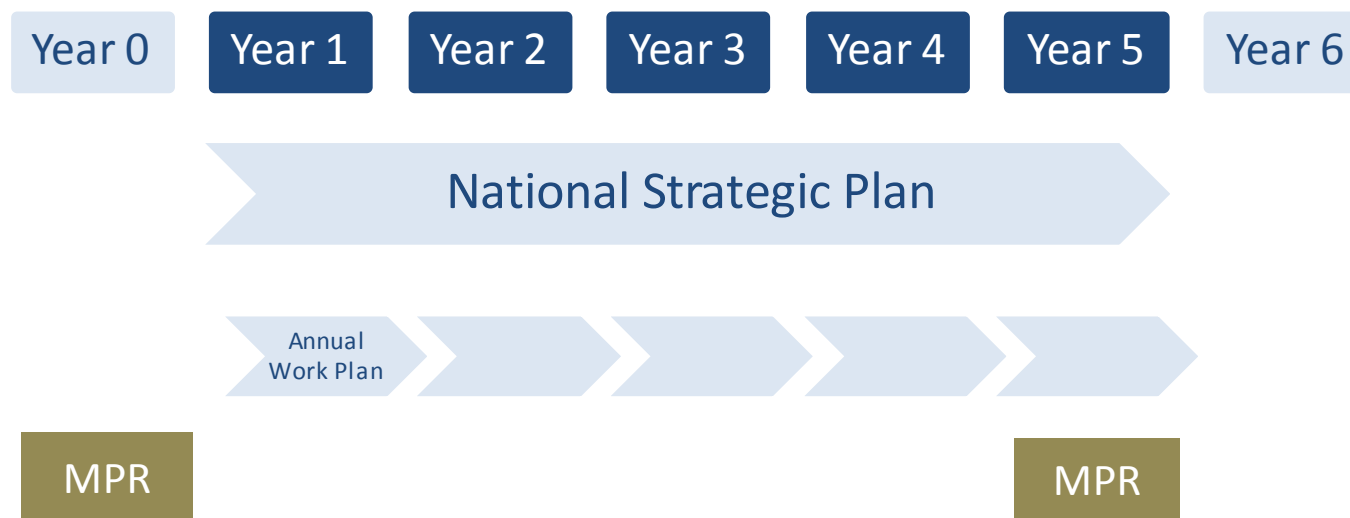 Year 0
Year 1
Year 2
Year 3
Year 4
Year 5
Year 6
National Strategic Plan
Annual
Work Plan
MPR
MPR